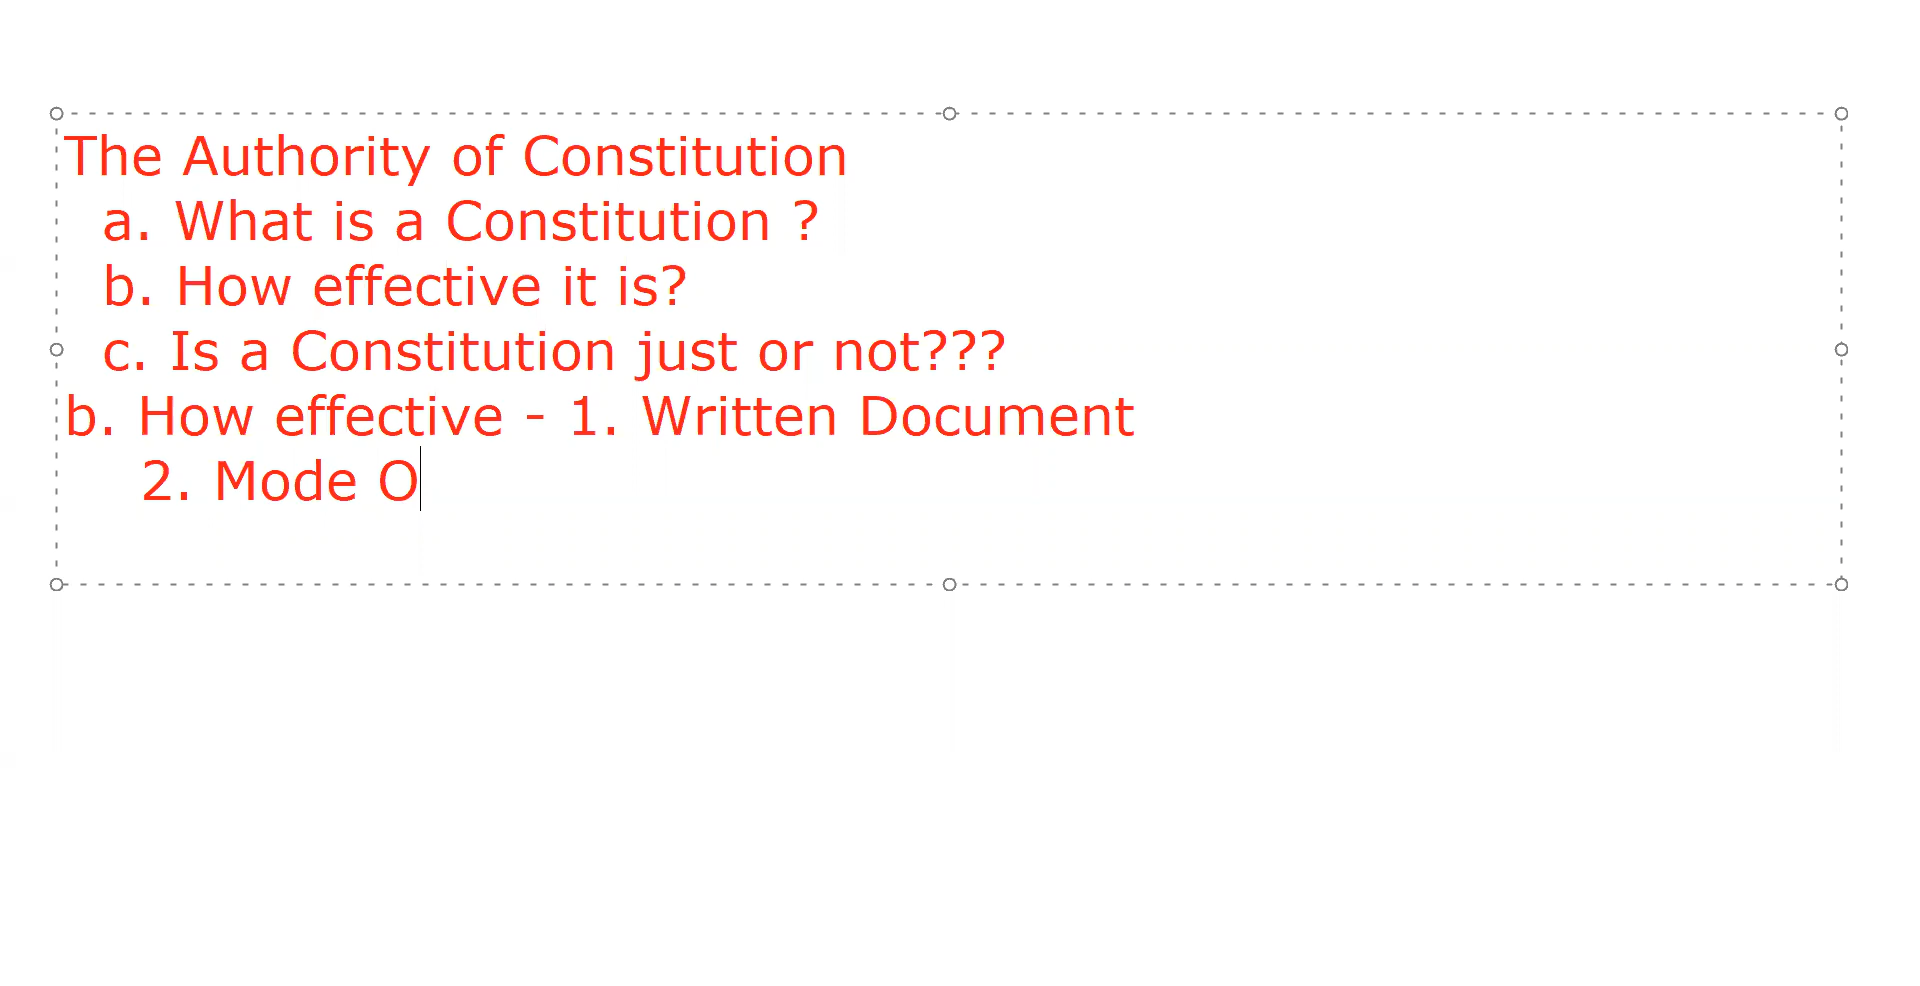 The Authority of Constitution
a. What is a Constitution ?
b. How effective it is?
c. Is a Constitution just or not???
b. How effective - 1. Written Document
2. Mode O